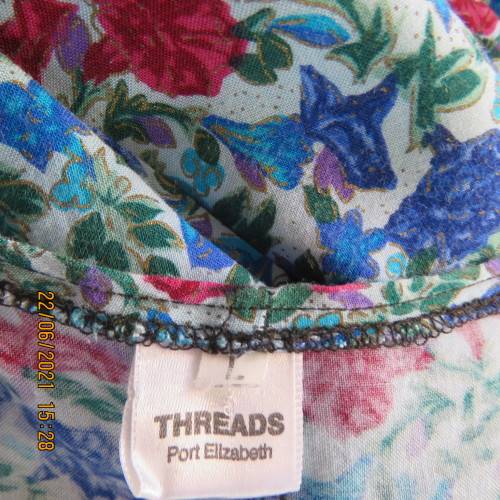 L
THREADS
Port Elizabeth
22/06/2021 15:28